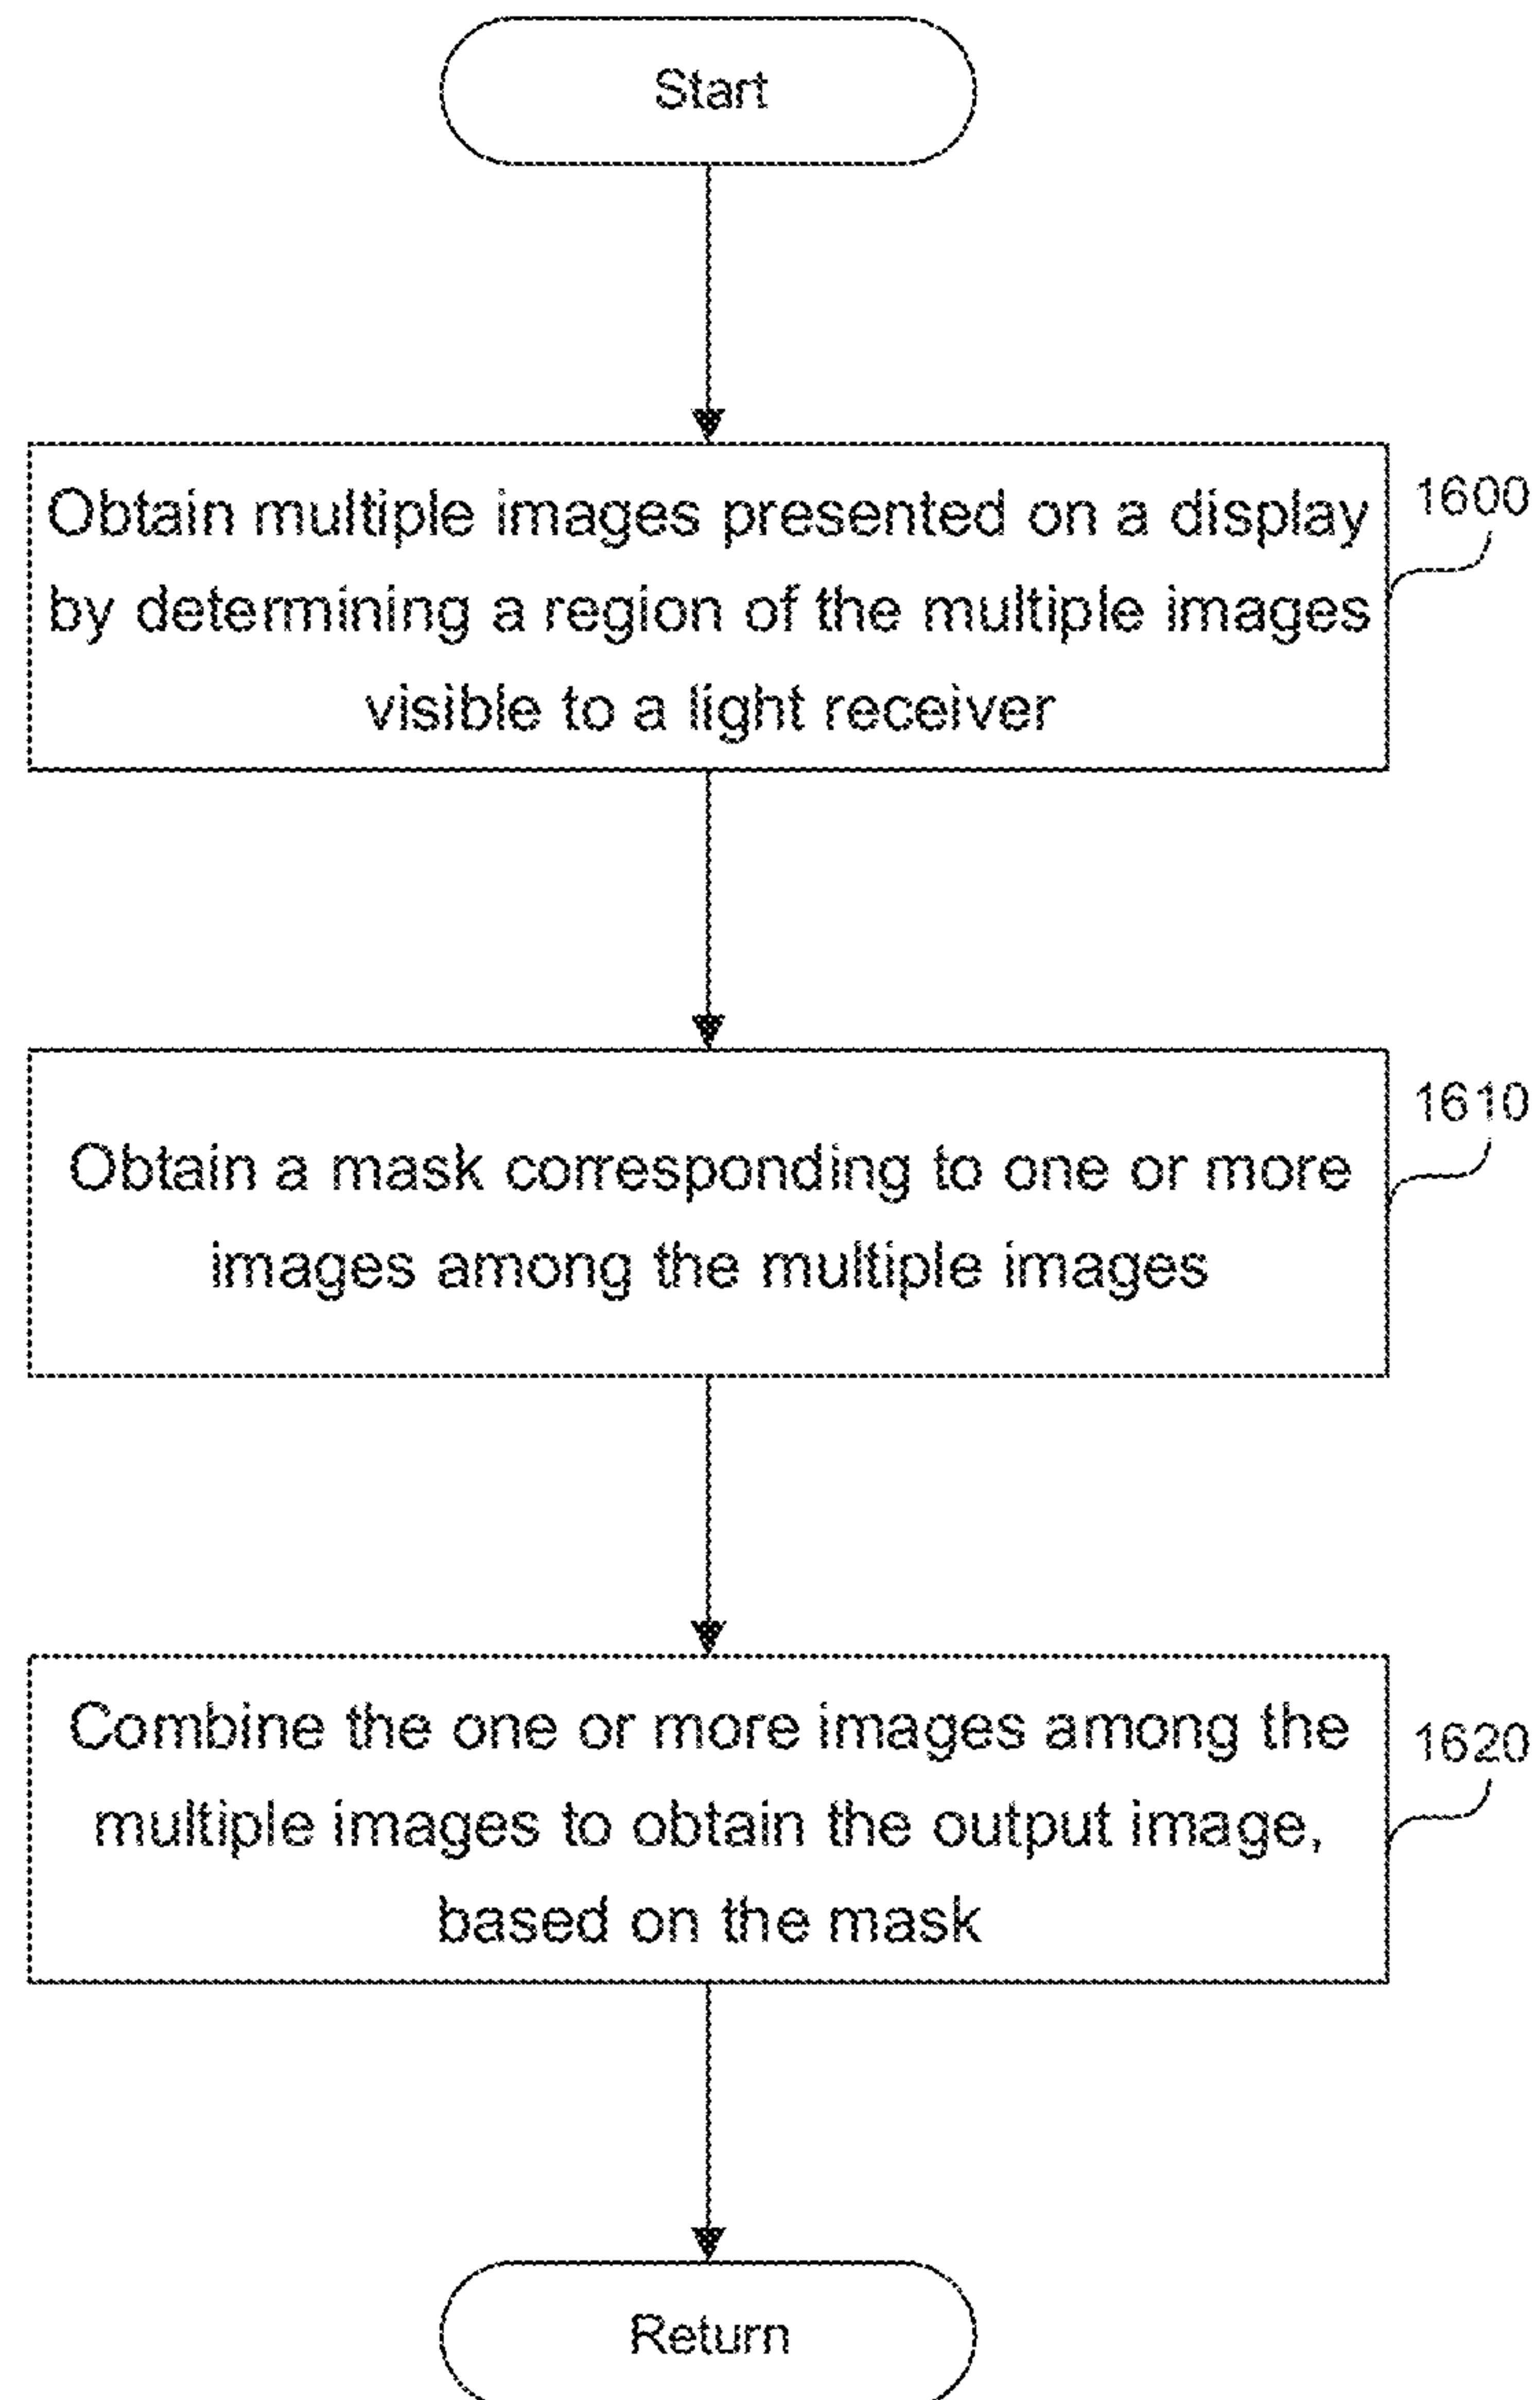 Start
Obtain multiple images presented on a display
1600
by determining a region of the multiple images
visible to a light receiver
1610
Obtain a mask corresponding to one or more
images among the multiple images
Combine the one or more images among the
1620
multiple images to obtain the output image,
based on the mask
Return